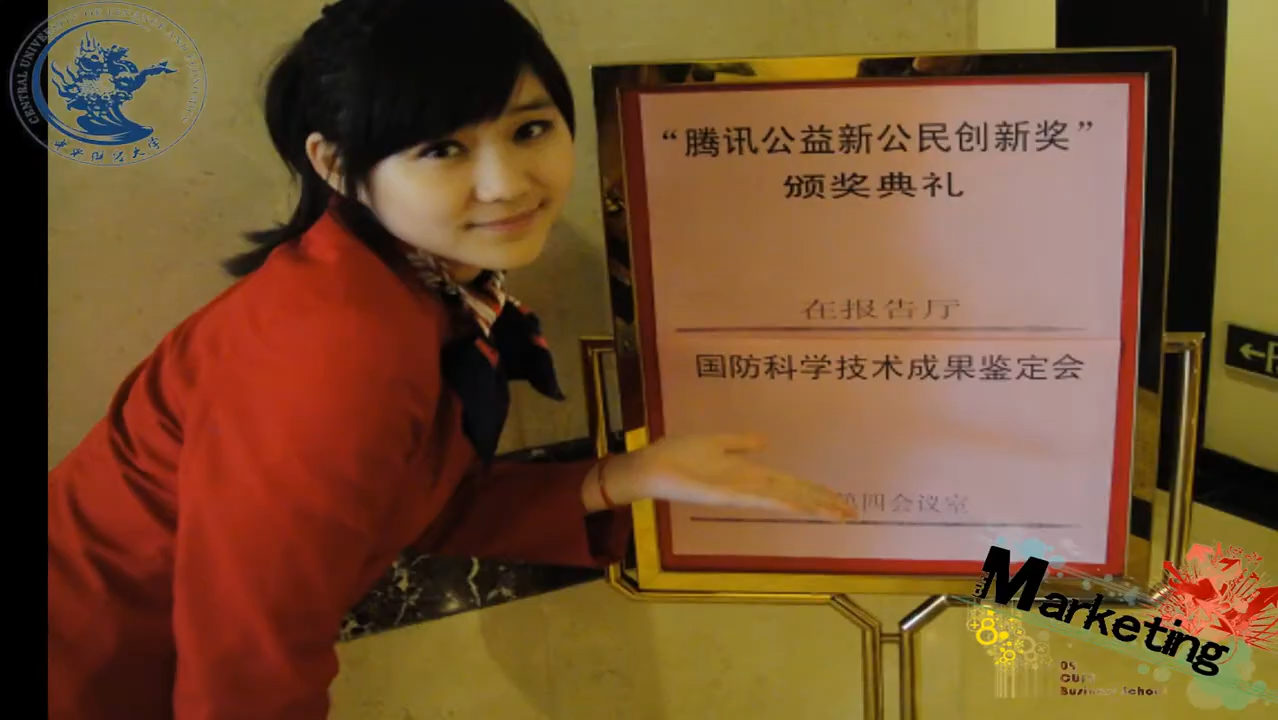 “腾讯公益新公民创新奖”
颁奖典礼
在报告厅
国防科学技术成果鉴定会
第四会议室
Marketing
Business School